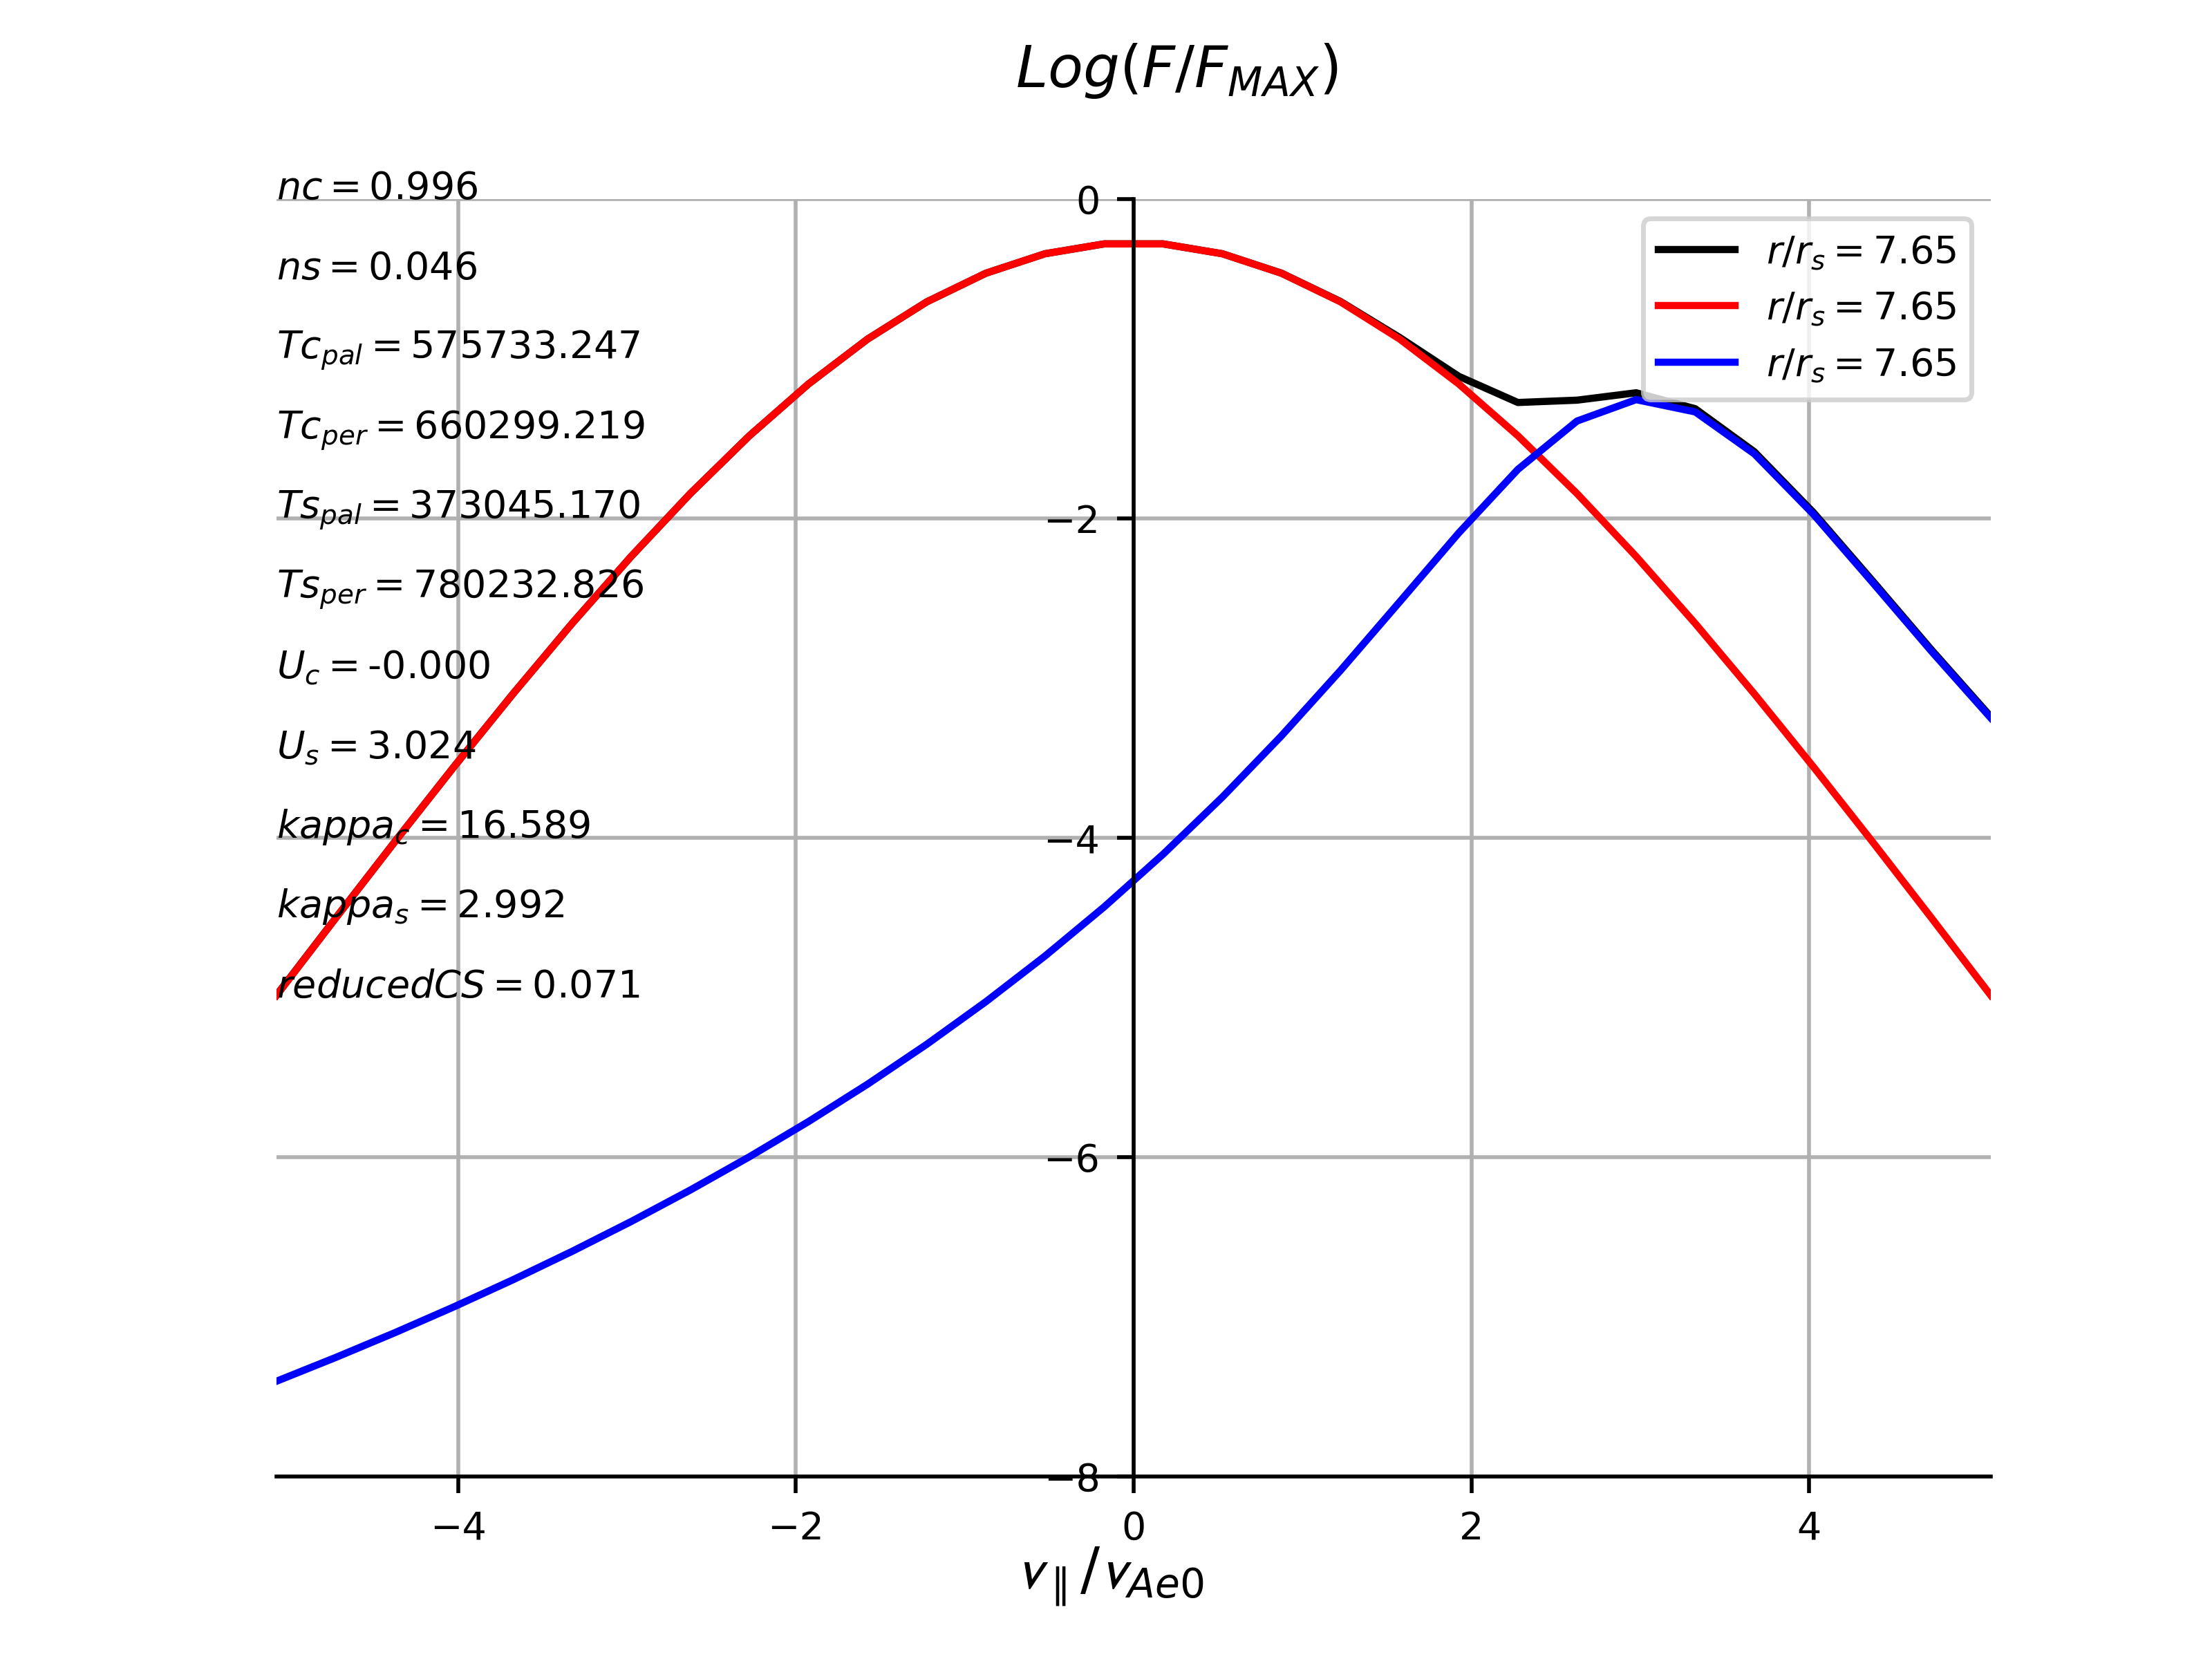 Log(F/F_MAX)
nc = 0.996
ns = 0.046
Tc_pal = 575733.247
Tc_per = 660299.219
Ts_pal = 373045.170
Ts_per = 780232.826
U_c = -0.000
U_s = 3.024
kappa_c = 16.589
kappa_s = 2.992
reducedCS = 0.071
r/r_s = 7.65
r/r_s = 7.65
r/r_s = 7.65
0
−2
−4
−6
−8
−4 −2 0 2 4
v_∥/v_Ae0